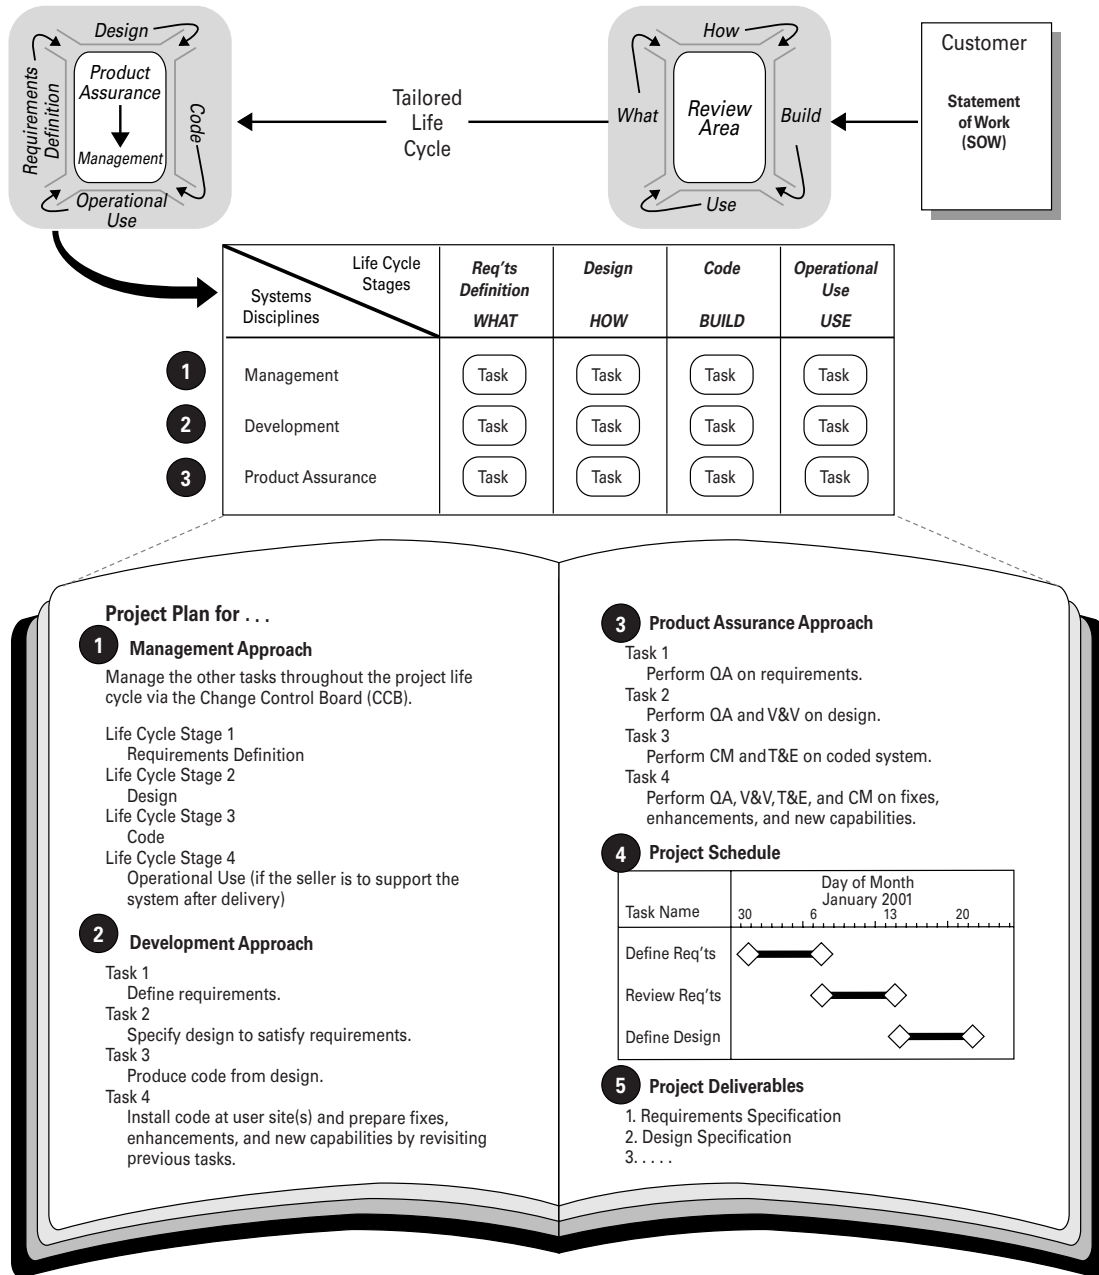 Design
Requirements
Definition
Product
Assurance
Management
Code
Operational
Use
Tailored
Life
Cycle
How
What
Review
Area
Build
Use
Customer
Statement
of Work
(SOW)
Life Cycle
Stages
Systems
Disciplines
Req'ts
Definition
WHAT
Design
HOW
Code
BUILD
Operational
Use
USE
1 Management Task Task Task Task
2 Development Task Task Task Task
3 Product Assurance Task Task Task Task
Project Plan for . . .
1 Management Approach
Manage the other tasks throughout the project life
cycle via the Change Control Board (CCB).
Life Cycle Stage 1
Requirements Definition
Life Cycle Stage 2
Design
Life Cycle Stage 3
Code
Life Cycle Stage 4
Operational Use (if the seller is to support the
system after delivery)
2 Development Approach
Task 1
Define requirements.
Task 2
Specify design to satisfy requirements.
Task 3
Produce code from design.
Task 4
Install code at user site(s) and prepare fixes,
enhancements, and new capabilities by revisiting
previous tasks.
3 Product Assurance Approach
Task 1
Perform QA on requirements.
Task 2
Perform QA and V&V on design.
Task 3
Perform CM and T&E on coded system.
Task 4
Perform QA, V&V, T&E, and CM on fixes,
enhancements, and new capabilities.
4 Project Schedule
Day of Month
January 2001
Task Name 30 6 13 20
Define Req'ts
Review Req'ts
Define Design
5 Project Deliverables
1. Requirements Specification
2. Design Specification
3. . . . .